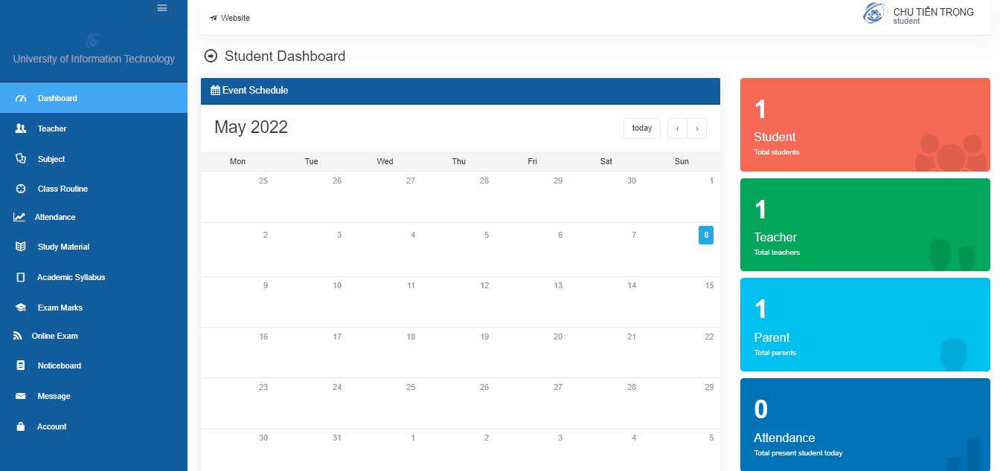 University of Information Technology
Dashboard
Teacher
Subject
Class Routine
Attendance
Study Material
Academic Syllabus
Exam Marks
Online Exam
Noticeboard
Message
Account
Website
CHU TIẾN TRỌNG
student
Student Dashboard
Event Schedule
May 2022
today ‹ ›
Mon Tue Wed Thu Fri Sat Sun
25 26 27 28 29 30 1
2 3 4 5 6 7 8
9 10 11 12 13 14 15
16 17 18 19 20 21 22
23 24 25 26 27 28 29
30 31 1 2 3 4 5
1
Student
Total students
1
Teacher
Total teachers
1
Parent
Total parents
0
Attendance
Total present student today